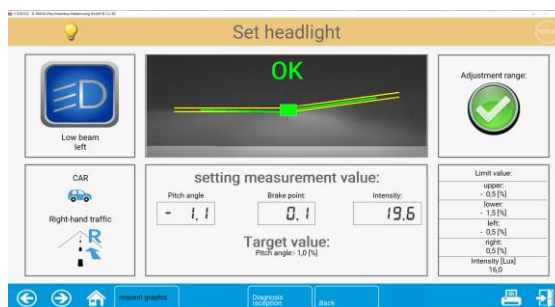 Set headlight
OK
Low beam
left
Adjustment range:
CAR
Right-hand traffic
R
setting measurement value:
Pitch angle
Brake point:
Intensity:
- 1,1
0,1
19,6
Target value:
Pitch angle:- 1,0 [%]
Limit value:
upper:
- 0,5 [%]
lower:
- 1,5 [%]
left:
- 0,5 [%]
right:
0,5 [%]
Intensity [Lux]
16,0
request graphic
Diagnosis
reception
Back